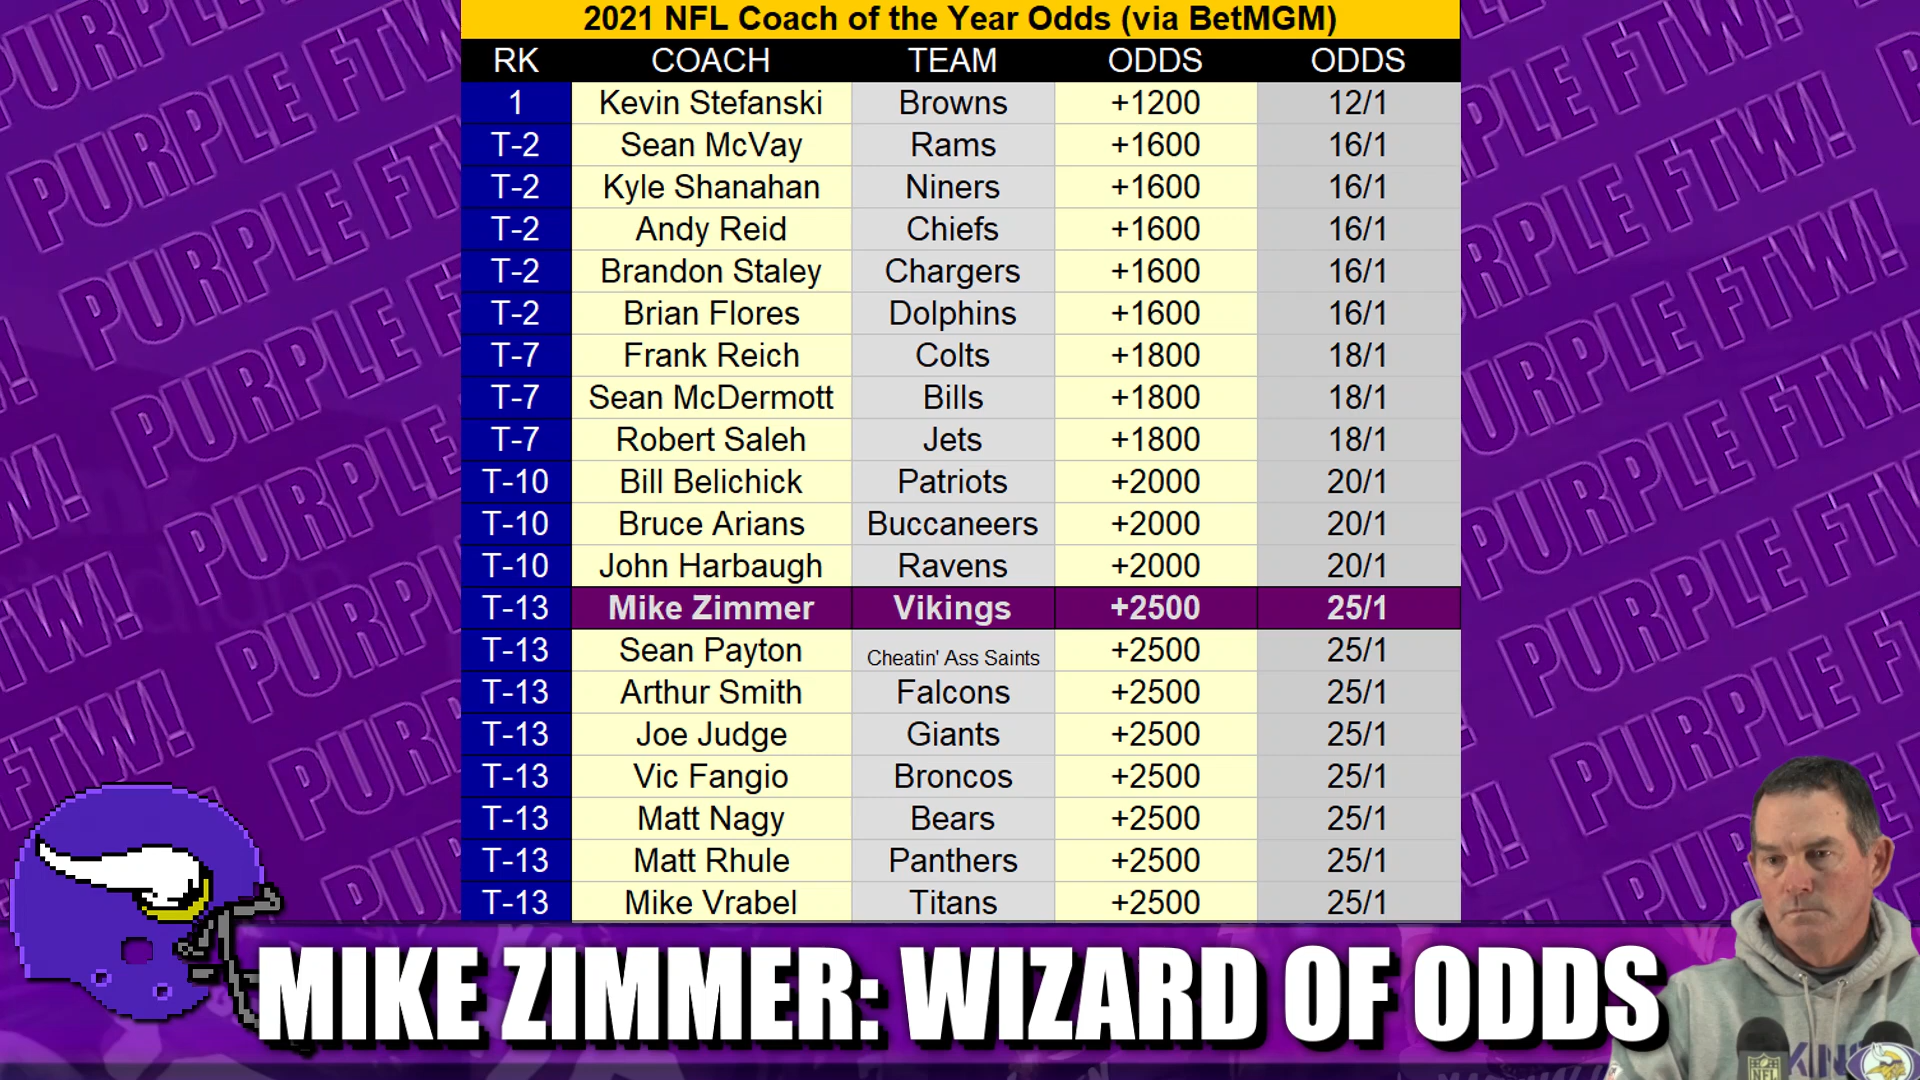 2021 NFL Coach of the Year Odds (via BetMGM)
RK COACH TEAM ODDS ODDS
1 Kevin Stefanski Browns +1200 12/1
T-2 Sean McVay Rams +1600 16/1
T-2 Kyle Shanahan Niners +1600 16/1
T-2 Andy Reid Chiefs +1600 16/1
T-2 Brandon Staley Chargers +1600 16/1
T-2 Brian Flores Dolphins +1600 16/1
T-7 Frank Reich Colts +1800 18/1
T-7 Sean McDermott Bills +1800 18/1
T-7 Robert Saleh Jets +1800 18/1
T-10 Bill Belichick Patriots +2000 20/1
T-10 Bruce Arians Buccaneers +2000 20/1
T-10 John Harbaugh Ravens +2000 20/1
T-13 Mike Zimmer Vikings +2500 25/1
T-13 Sean Payton Cheatin' Ass Saints +2500 25/1
T-13 Arthur Smith Falcons +2500 25/1
T-13 Joe Judge Giants +2500 25/1
T-13 Vic Fangio Broncos +2500 25/1
T-13 Matt Nagy Bears +2500 25/1
T-13 Matt Rhule Panthers +2500 25/1
T-13 Mike Vrabel Titans +2500 25/1
MIKE ZIMMER: WIZARD OF ODDS
PURPLE FTW!
NFL